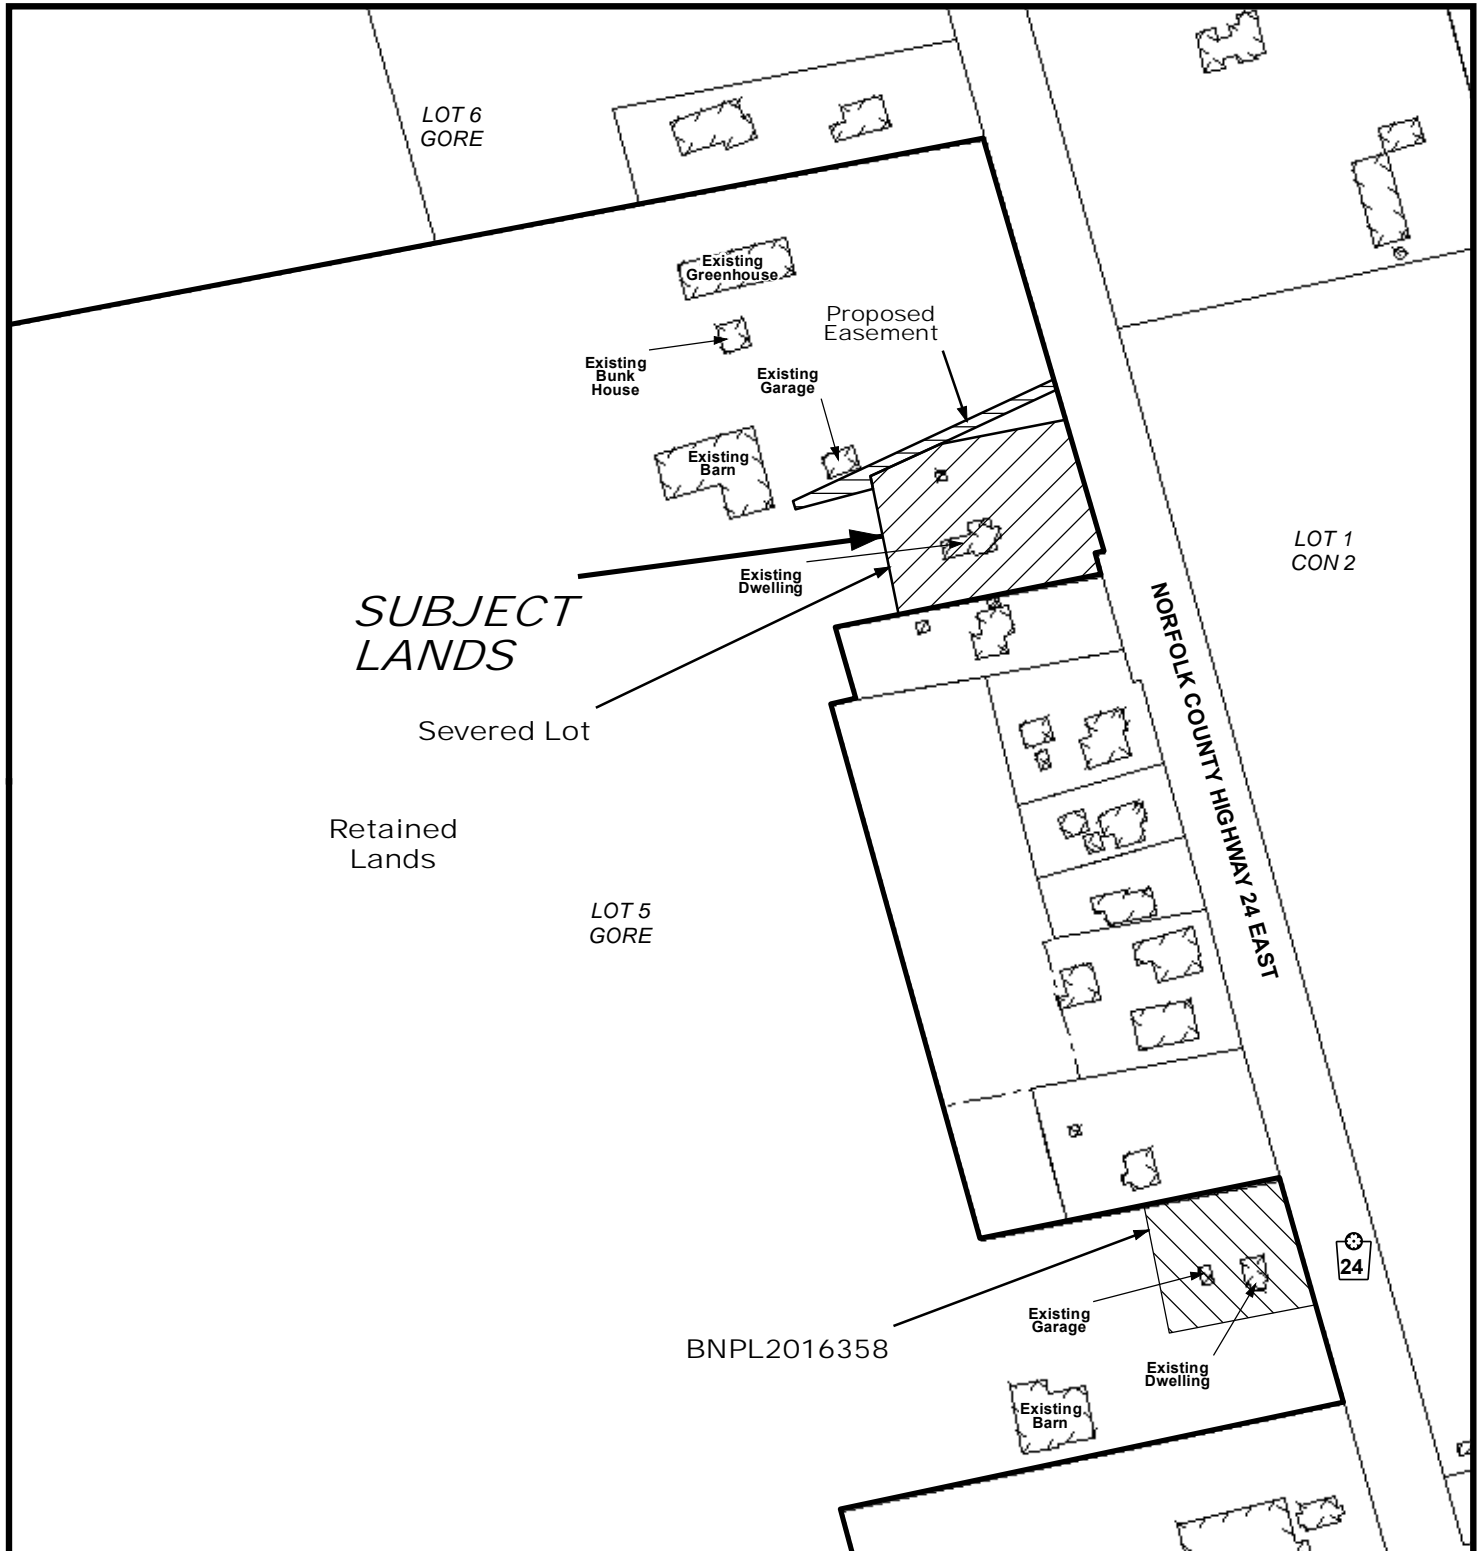 LOT 6
GORE
Existing
Greenhouse
Proposed
Easement
Existing
Bunk
House
Existing
Garage
Existing
Barn
LOT 1
CON 2
Existing
Dwelling
SUBJECT
LANDS
NORFOLK COUNTY HIGHWAY 24 EAST
Severed Lot
Retained
Lands
LOT 5
GORE
24
Existing
Garage
BNPL2016358
Existing
Dwelling
Existing
Barn